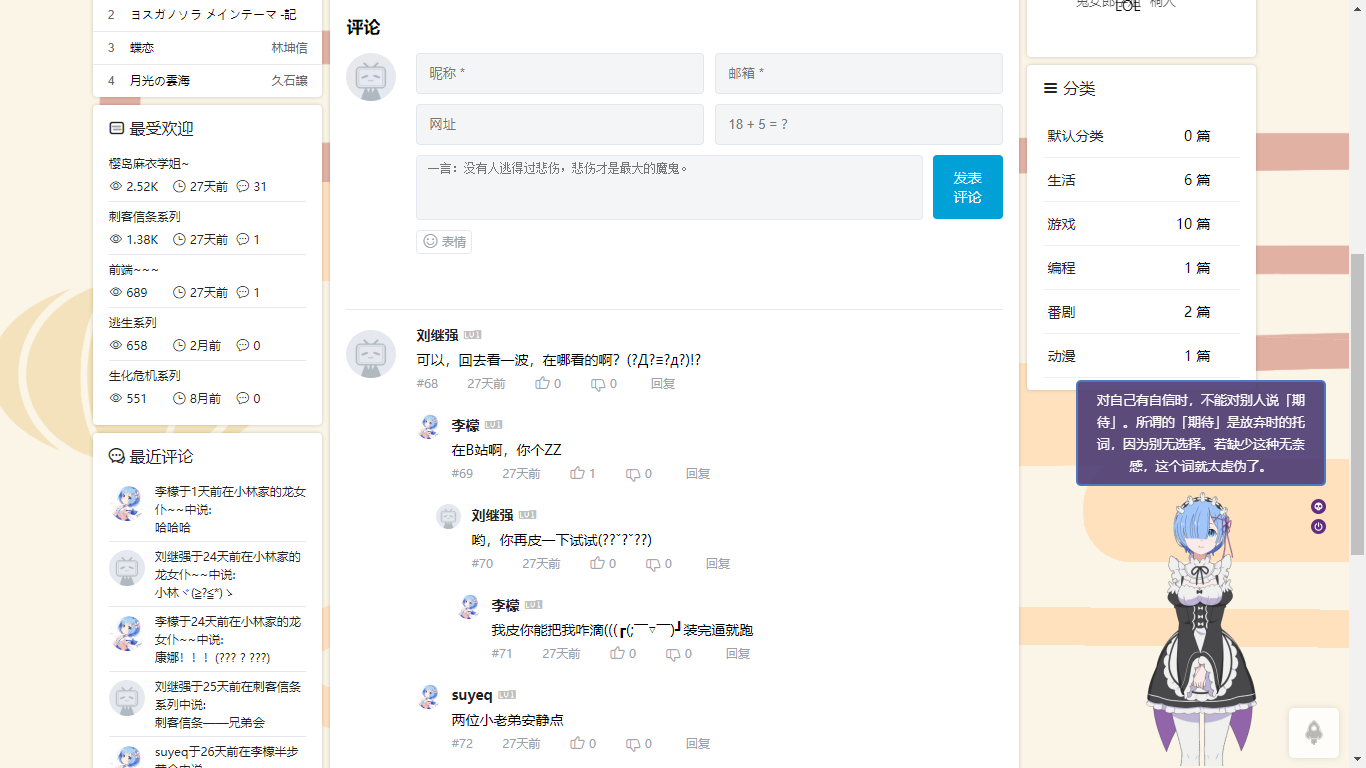 2 ヨスガノソラ メインテーマ -記
3 蝶恋 林坤信
4 月光の雲海 久石譲
最受欢迎
樱岛麻衣学姐~
2.52K 27天前 31
刺客信条系列
1.38K 27天前 1
前端~~~
689 27天前 1
逃生系列
658 2月前 0
生化危机系列
551 8月前 0
最近评论
李檬于1天前在小林家的龙女
仆~~中说:
哈哈哈
刘继强于24天前在小林家的
龙女仆~~中说:
小林ヾ(≧?≦*)ゝ
李檬于24天前在小林家的龙
女仆~~中说:
康娜！！！(??? ? ???)
刘继强于25天前在刺客信条
系列中说:
刺客信条——兄弟会
suyeq于26天前在李檬半步
评论
昵称 *
邮箱 *
网址
18 + 5 = ?
一言：没有人逃得过悲伤，悲伤才是最大的魔鬼。
发表
评论
表情
刘继强 LV1
可以，回去看一波，在哪看的啊？(?Д?≡?д?)!?
#68 27天前 0 0 回复
李檬 LV1
在B站啊，你个ZZ
#69 27天前 1 0 回复
刘继强 LV1
哟，你再皮一下试试(??ˇ?ˇ??)
#70 27天前 0 0 回复
李檬 LV1
我皮你能把我咋滴(((┏(;￣▽￣)┛装完逼就跑
#71 27天前 0 0 回复
suyeq LV1
两位小老弟安静点
#72 27天前 0 0 回复
LOL
桐人
分类
默认分类 0 篇
生活 6 篇
游戏 10 篇
编程 1 篇
番剧 2 篇
动漫 1 篇
对自己有自信时，不能对别人说「期
待」。所谓的「期待」是放弃时的托
词，因为别无选择。若缺少这种无奈
感，这个词就太虚伪了。